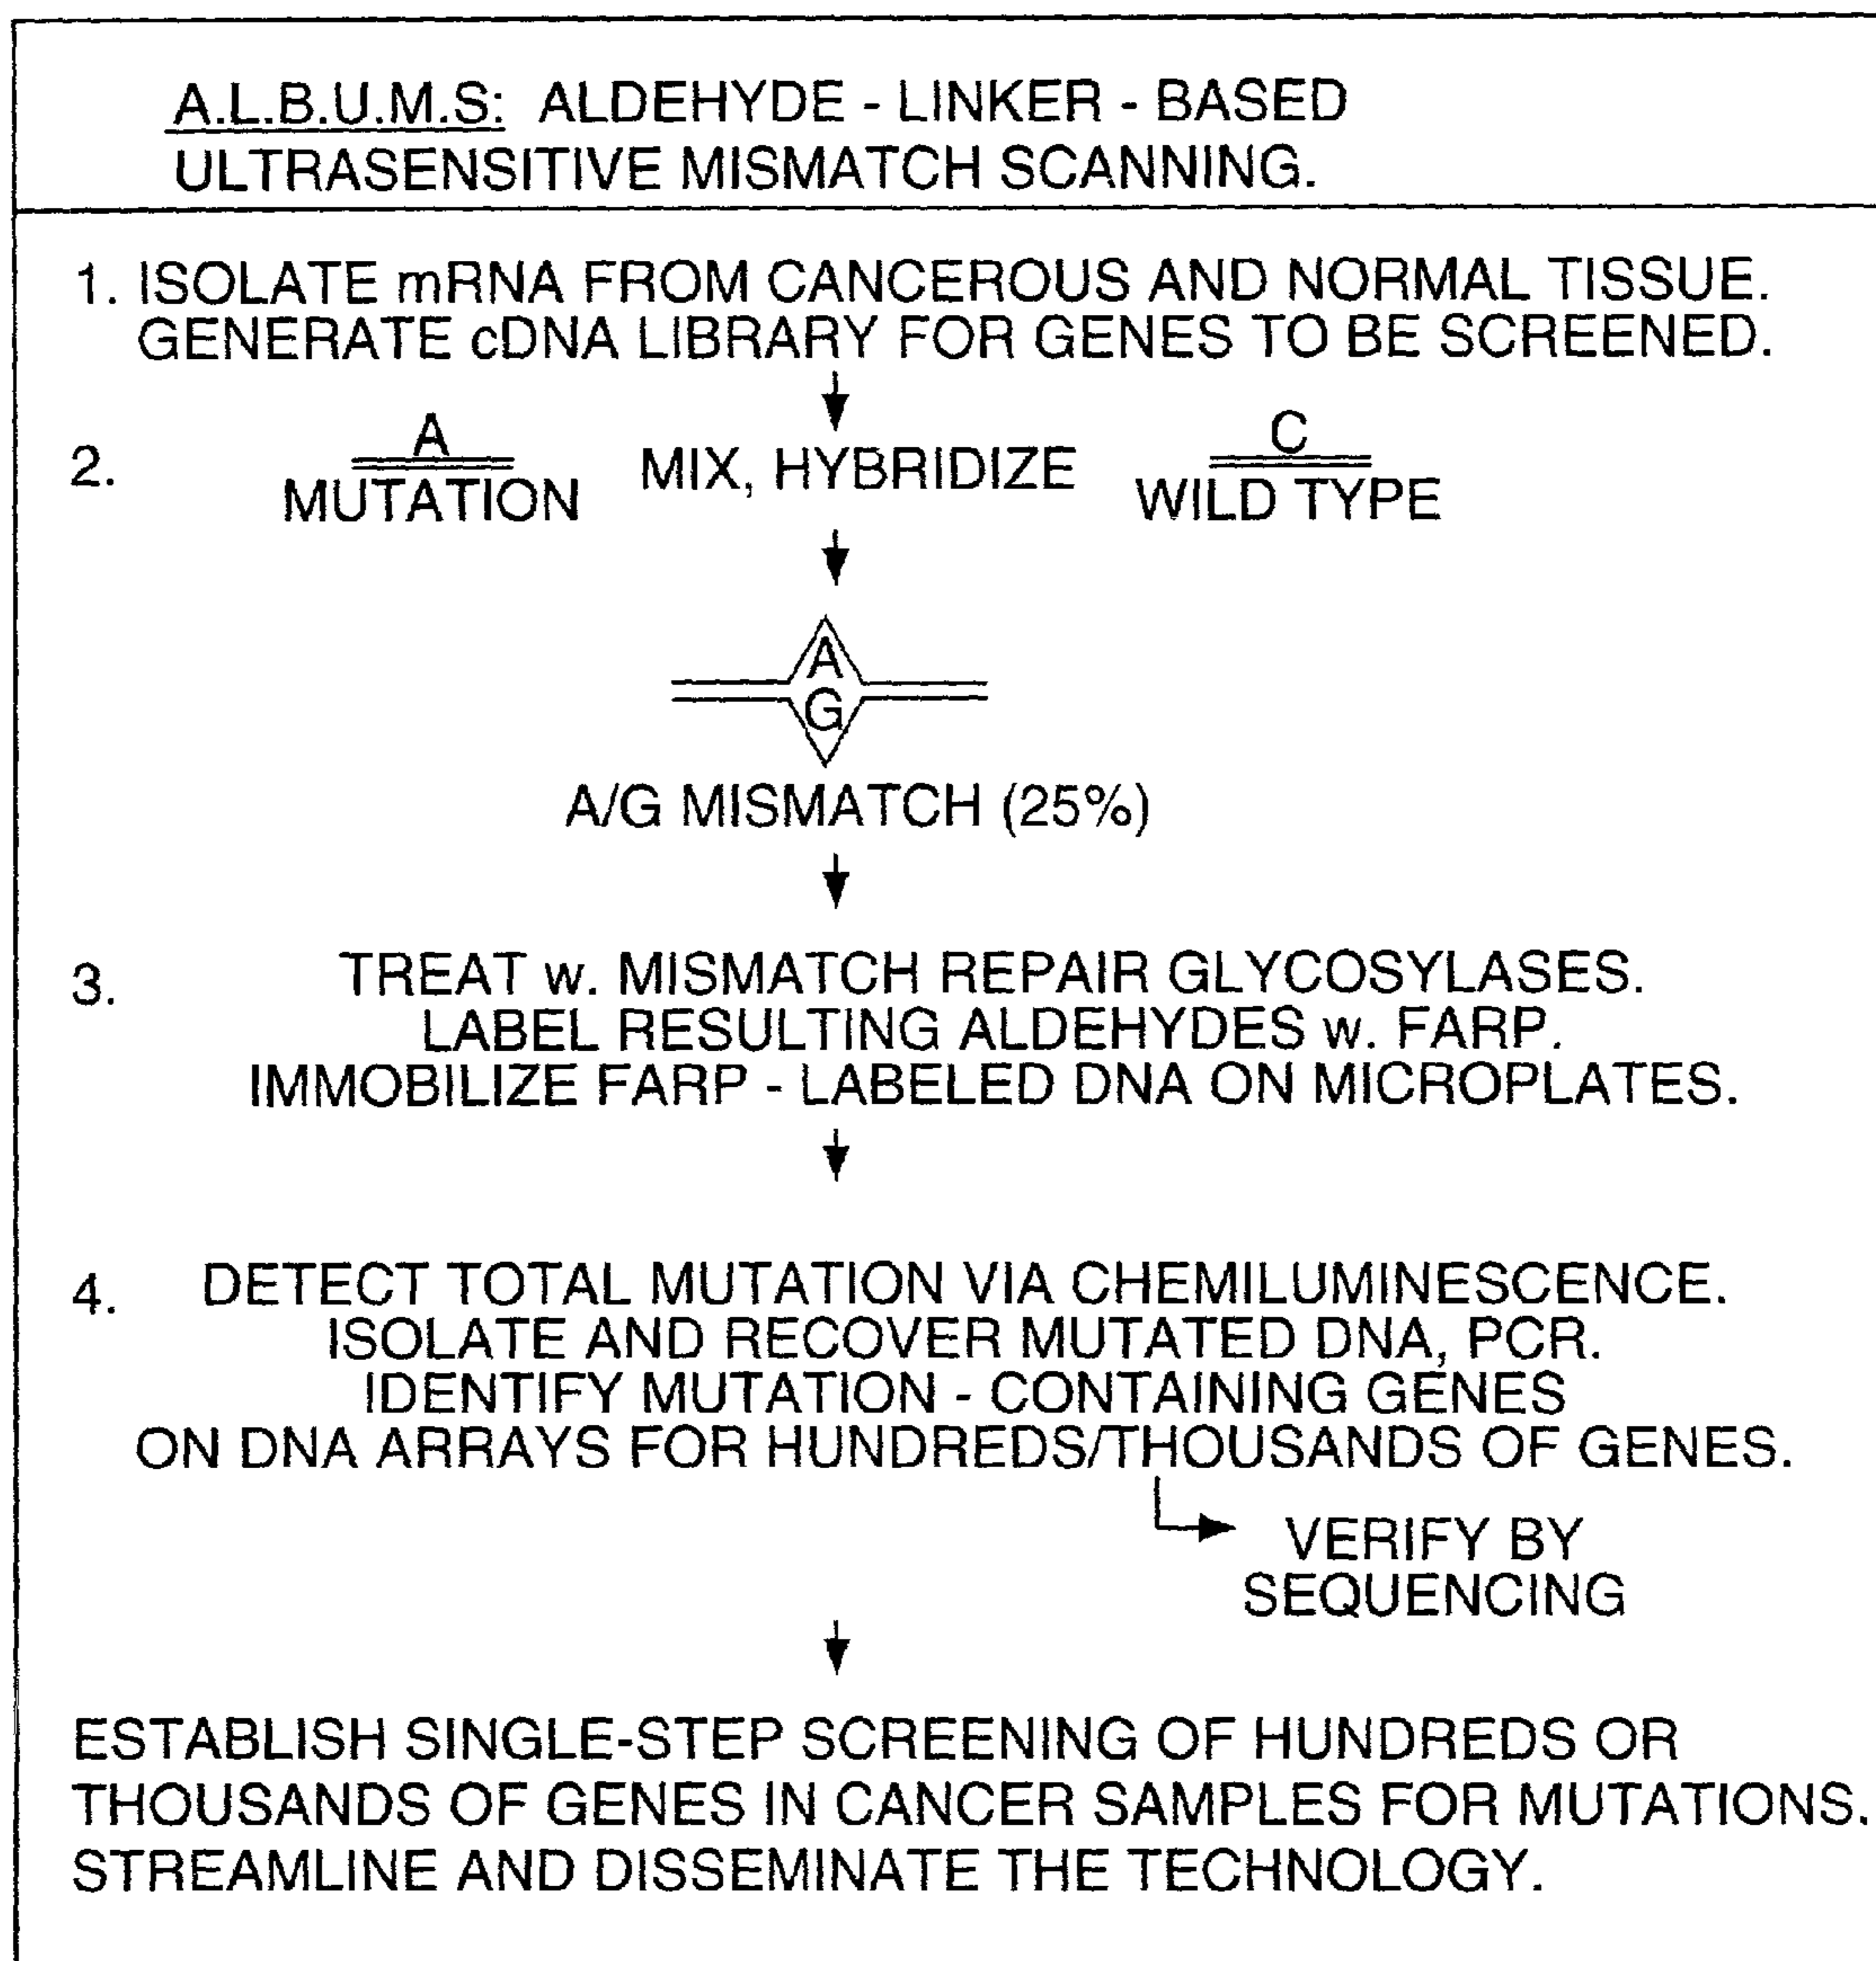 A.L.B.U.M.S: ALDEHYDE - LINKER - BASED
ULTRASENSITIVE MISMATCH SCANNING.
1. ISOLATE mRNA FROM CANCEROUS AND NORMAL TISSUE.
GENERATE cDNA LIBRARY FOR GENES TO BE SCREENED.
2. A MIX, HYBRIDIZE C
MUTATION WILD TYPE
A
G
A/G MISMATCH (25%)
3. TREAT w. MISMATCH REPAIR GLYCOSYLASES.
LABEL RESULTING ALDEHYDES w. FARP.
IMMOBILIZE FARP - LABELED DNA ON MICROPLATES.
4. DETECT TOTAL MUTATION VIA CHEMILUMINESCENCE.
ISOLATE AND RECOVER MUTATED DNA, PCR.
IDENTIFY MUTATION - CONTAINING GENES
ON DNA ARRAYS FOR HUNDREDS/THOUSANDS OF GENES.
VERIFY BY
SEQUENCING
ESTABLISH SINGLE-STEP SCREENING OF HUNDREDS OR
THOUSANDS OF GENES IN CANCER SAMPLES FOR MUTATIONS.
STREAMLINE AND DISSEMINATE THE TECHNOLOGY.